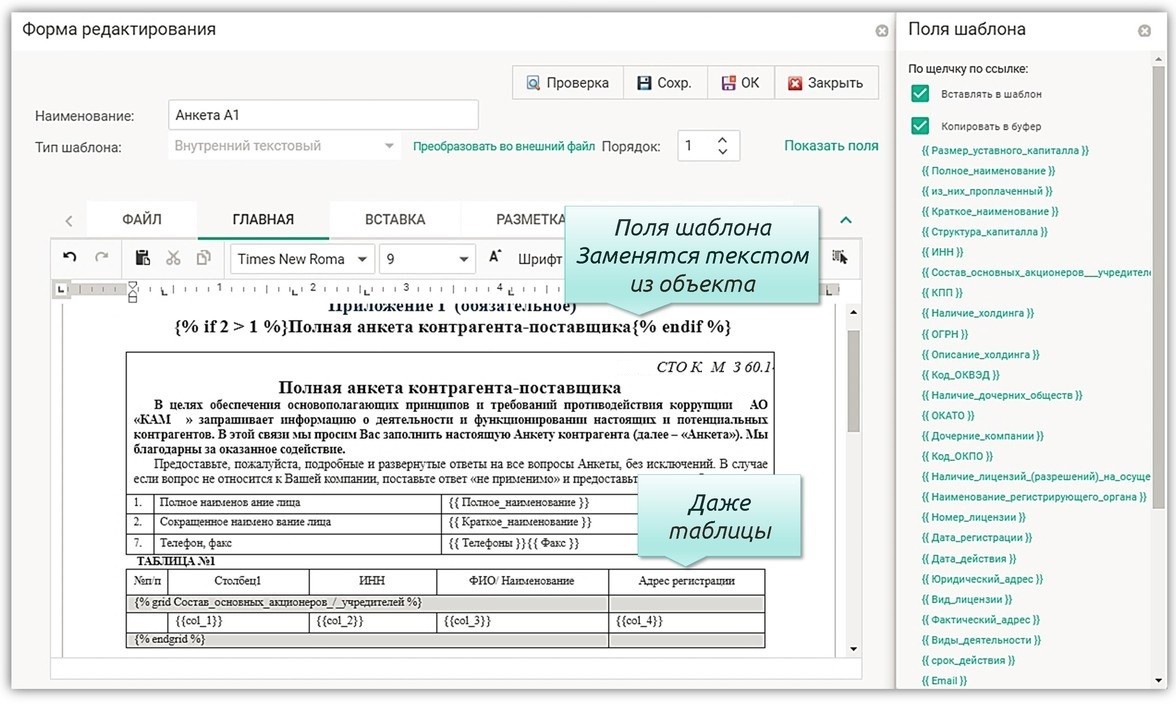 Форма редактирования
Проверка
Сохр.
ОК
Закрыть
Наименование:
Анкета А1
Тип шаблона:
Внутренний текстовый
Преобразовать во внешний файл
Порядок:
1
Показать поля
ФАЙЛ
ГЛАВНАЯ
ВСТАВКА
РАЗМЕТКА
Times New Roma
9
Шрифт
Поля шаблона
Заменятся текстом
из объекта
1
2
3
4
Приложение 1 (обязательное)
{% if 2 > 1 %}Полная анкета контрагента-поставщика{% endif %}
СТО К М 3 60.1-
Полная анкета контрагента-поставщика
В целях обеспечения основополагающих принципов и требований противодействия коррупции АО
«КАМ » запрашивает информацию о деятельности и функционировании настоящих и потенциальных
контрагентов. В этой связи мы просим Вас заполнить настоящую Анкету контрагента (далее – «Анкета»). Мы
благодарны за оказанное содействие.
Предоставьте, пожалуйста, подробные и развернутые ответы на все вопросы Анкеты, без исключений. В случае
если вопрос не относится к Вашей компании, поставьте ответ «не применимо» и предоставьт
Даже
таблицы
1. Полное наименов ание лица {{ Полное_наименование }}
2. Сокращенное наимено вание лица {{ Краткое_наименование }}
7. Телефон, факс {{ Телефоны }}{{ Факс }}
ТАБЛИЦА №1
№п/п Столбец1 ИНН ФИО/ Наименование Адрес регистрации
{% grid Состав_основных_акционеров_/_учредителей %}
{{col_1}} {{col_2}} {{col_3}} {{col_4}}
{% endgrid %}
Поля шаблона
По щелчку по ссылке:
Вставлять в шаблон
Копировать в буфер
{{ Размер_уставного_капиталла }}
{{ Полное_наименование }}
{{ из_них_проплаченный }}
{{ Краткое_наименование }}
{{ Структура_капиталла }}
{{ ИНН }}
{{ Состав_основных_акционеров___учредителе
{{ КПП }}
{{ Наличие_холдинга }}
{{ ОГРН }}
{{ Описание_холдинга }}
{{ Код_ОКВЭД }}
{{ Наличие_дочерних_обществ }}
{{ ОКАТО }}
{{ Дочерние_компании }}
{{ Код_ОКПО }}
{{ Наличие_лицензий_(разрешений)_на_осуще
{{ Наименование_регистрирующего_органа }}
{{ Номер_лицензии }}
{{ Дата_регистрации }}
{{ Дата_действия }}
{{ Юридический_адрес }}
{{ Вид_лицензии }}
{{ Фактический_адрес }}
{{ Виды_деятельности }}
{{ срок_действия }}
{{ Email }}